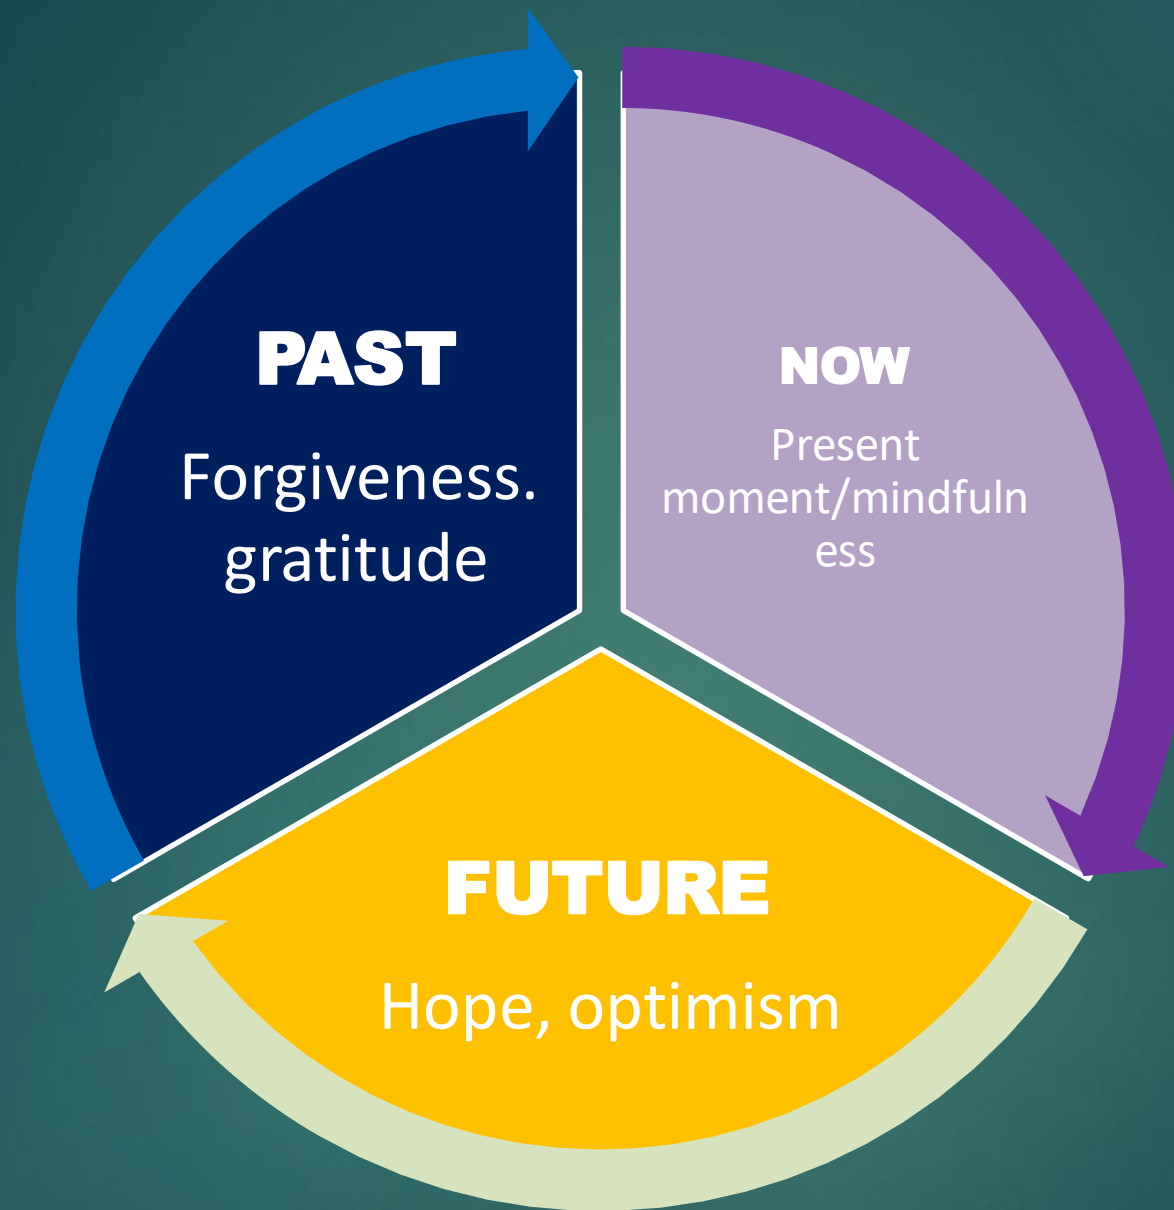 PAST
Forgiveness.
gratitude
NOW
Present
moment/mindfuln
ess
FUTURE
Hope, optimism